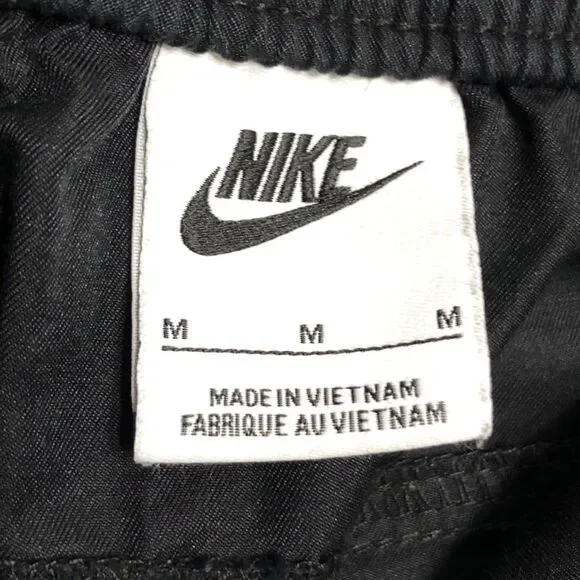 NIKE
M M M
MADE IN VIETNAM
FABRIQUE AU VIETNAM